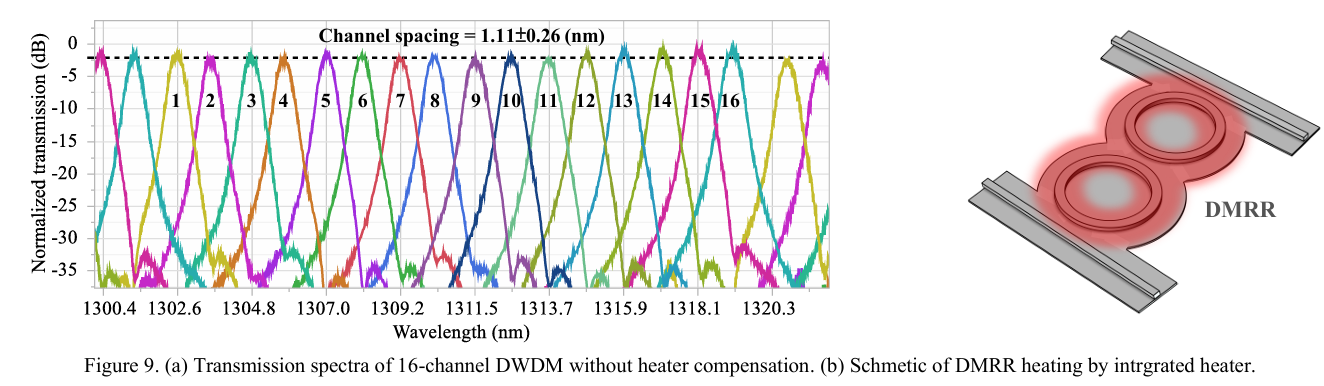 Channel spacing = 1.11±0.26 (nm)
Normalized transmission (dB)
0
-5
-10
-15
-20
-25
-30
-35
1 2 3 4 5 6 7 8 9 10 11 12 13 14 15 16
1300.4 1302.6 1304.8 1307.0 1309.2 1311.5 1313.7 1315.9 1318.1 1320.3
Wavelength (nm)
DMRR
Figure 9. (a) Transmission spectra of 16-channel DWDM without heater compensation. (b) Schmetic of DMRR heating by intrgrated heater.